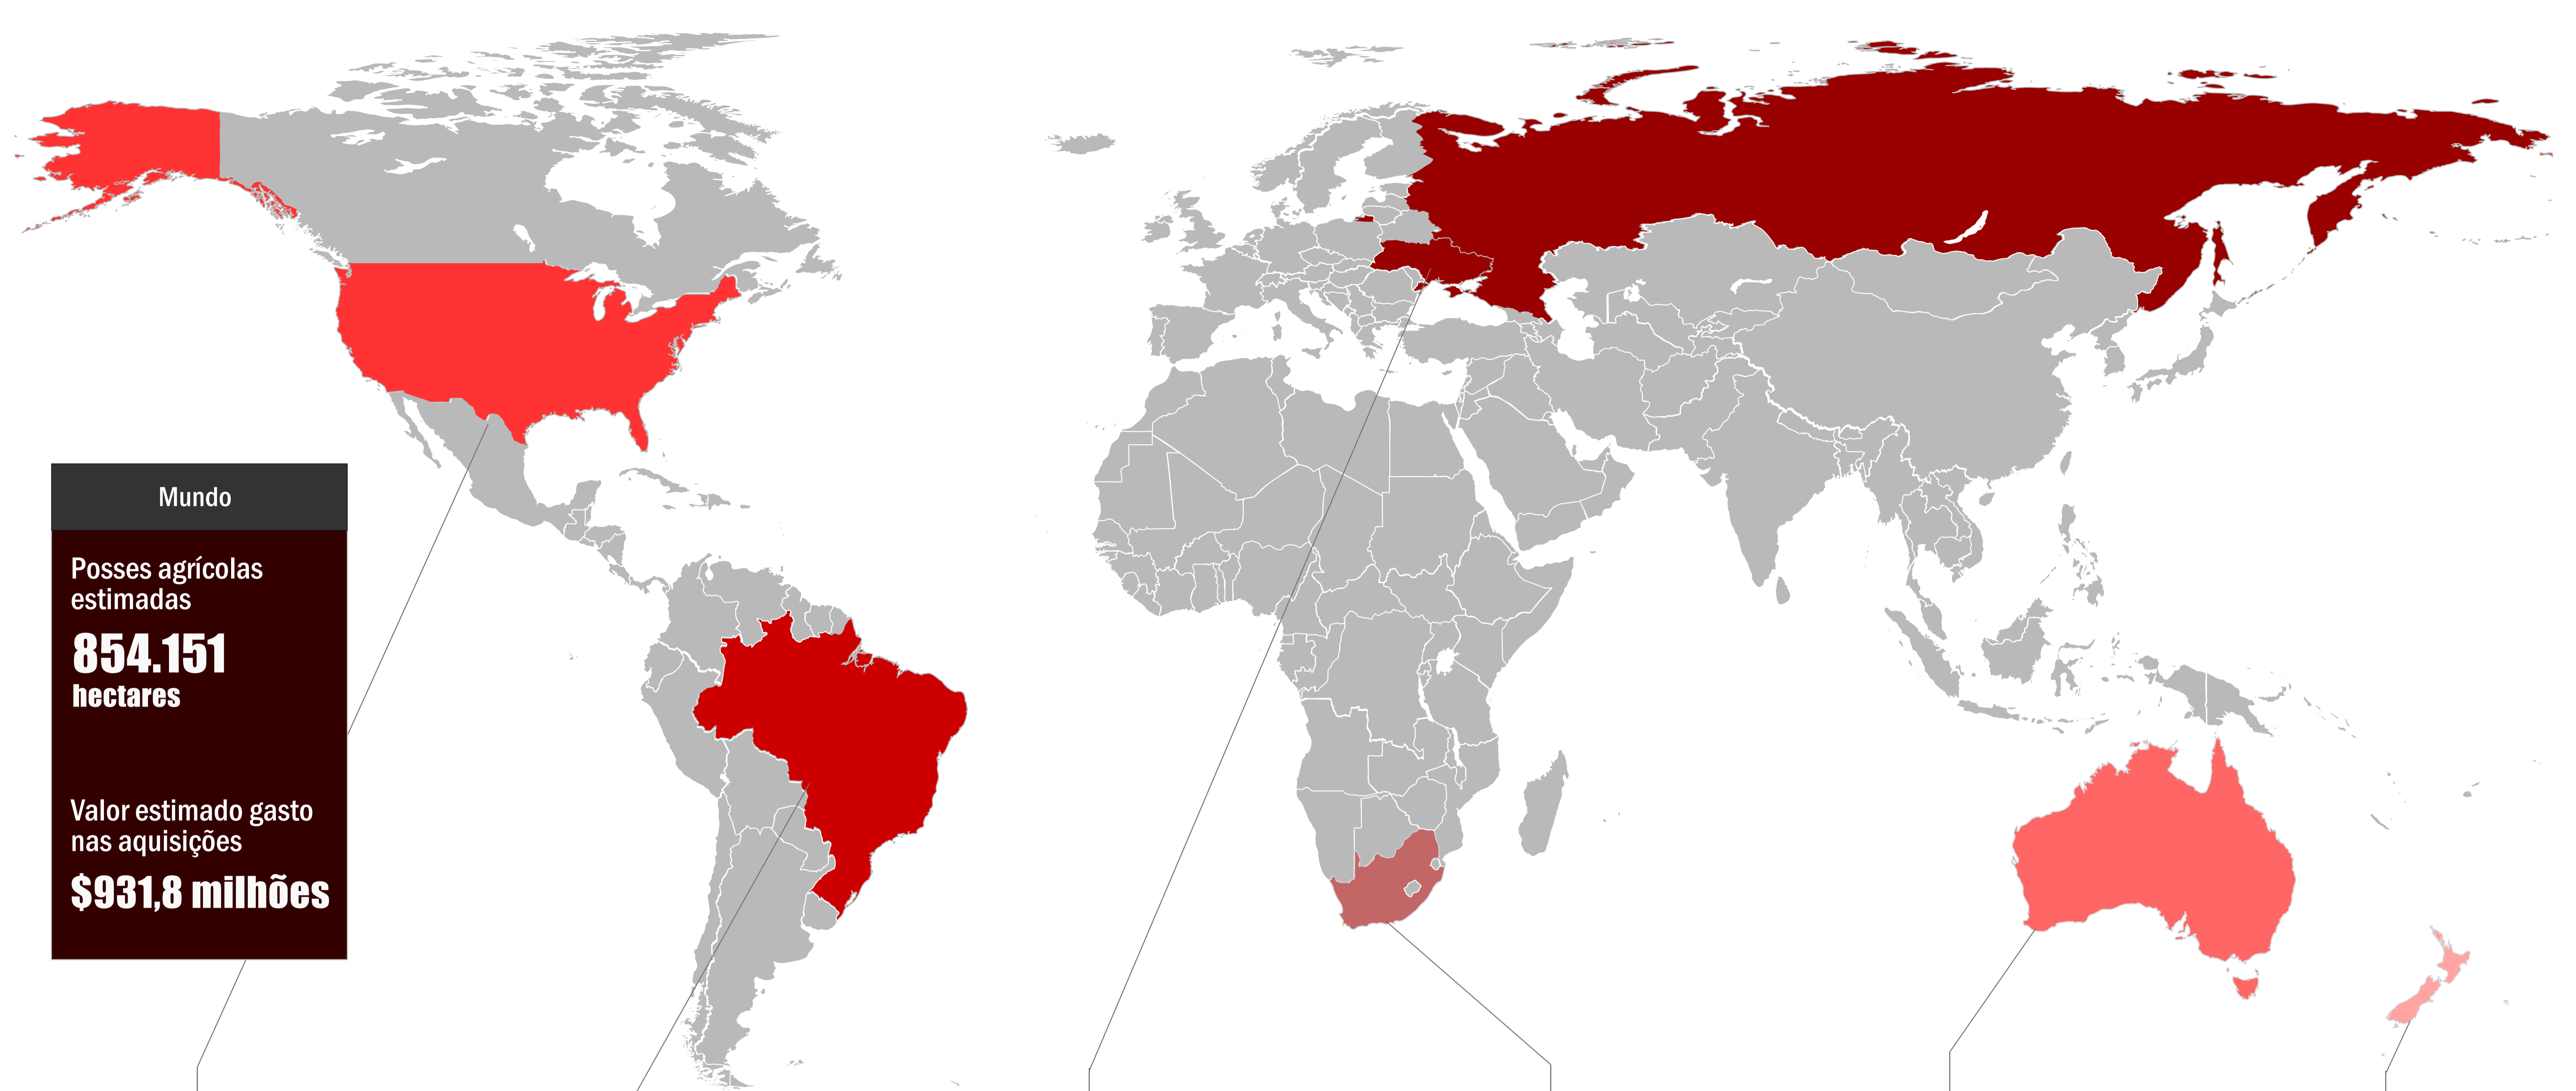 Mundo
Posses agrícolas
estimadas
854.151
hectares
Valor estimado gasto
nas aquisições
$931,8 milhões